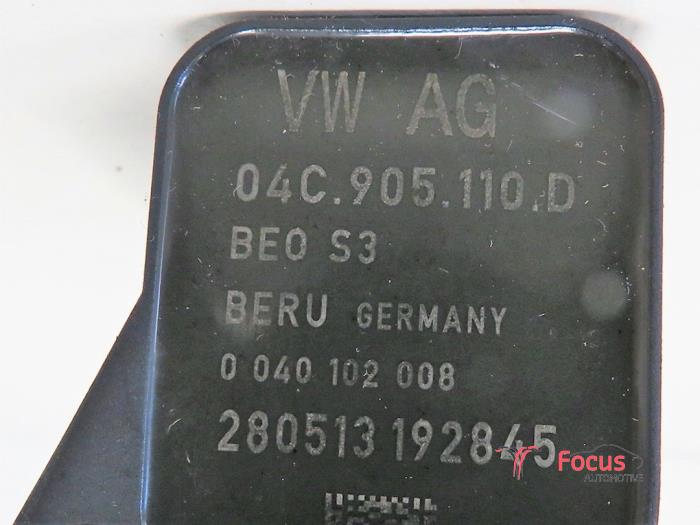 VW AG
04C.905.110.D
BEO S3
BERU GERMANY
0 040 102 008
280513 192845
Focus
AUTOMOTIVE